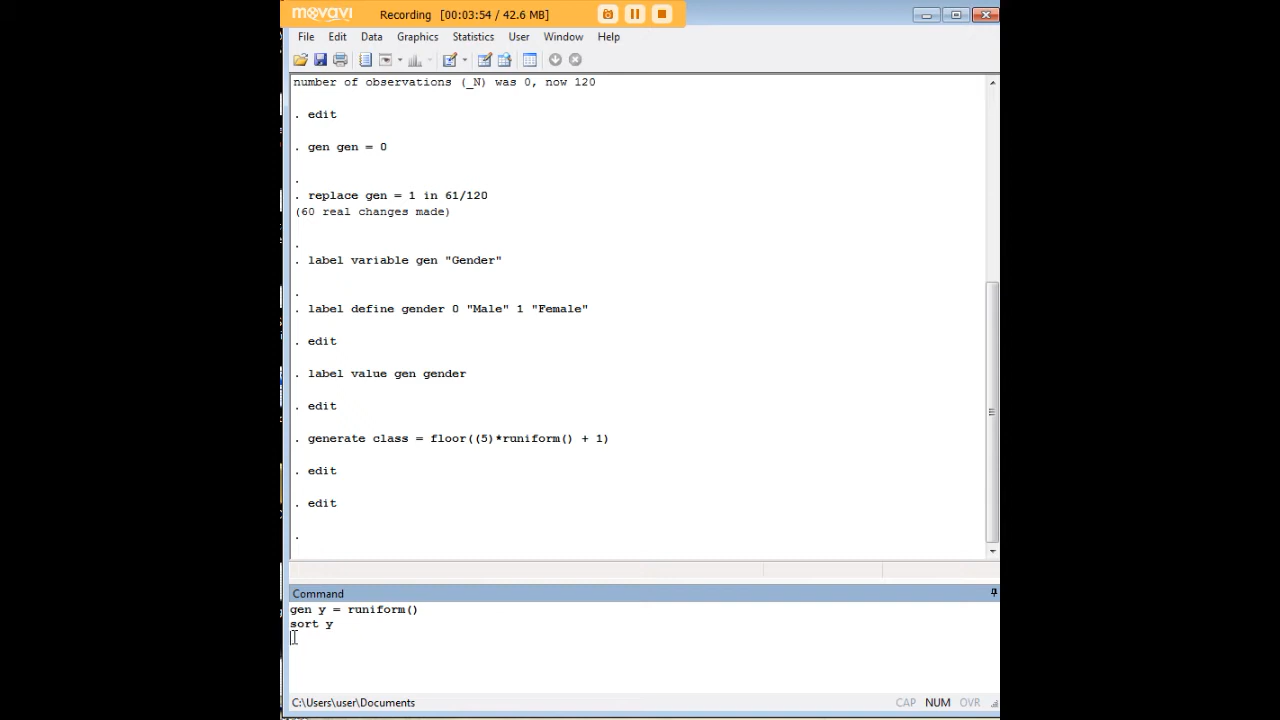 movavi Recording [00:03:54 / 42.6 MB]
File Edit Data Graphics Statistics User Window Help
number of observations (_N) was 0, now 120
. edit
. gen gen = 0
.
. replace gen = 1 in 61/120
(60 real changes made)
.
. label variable gen "Gender"
.
. label define gender 0 "Male" 1 "Female"
. edit
. label value gen gender
. edit
. generate class = floor((5)*runiform() + 1)
. edit
. edit
.
Command
gen y = runiform()
sort y
C:\Users\user\Documents CAP NUM OVR